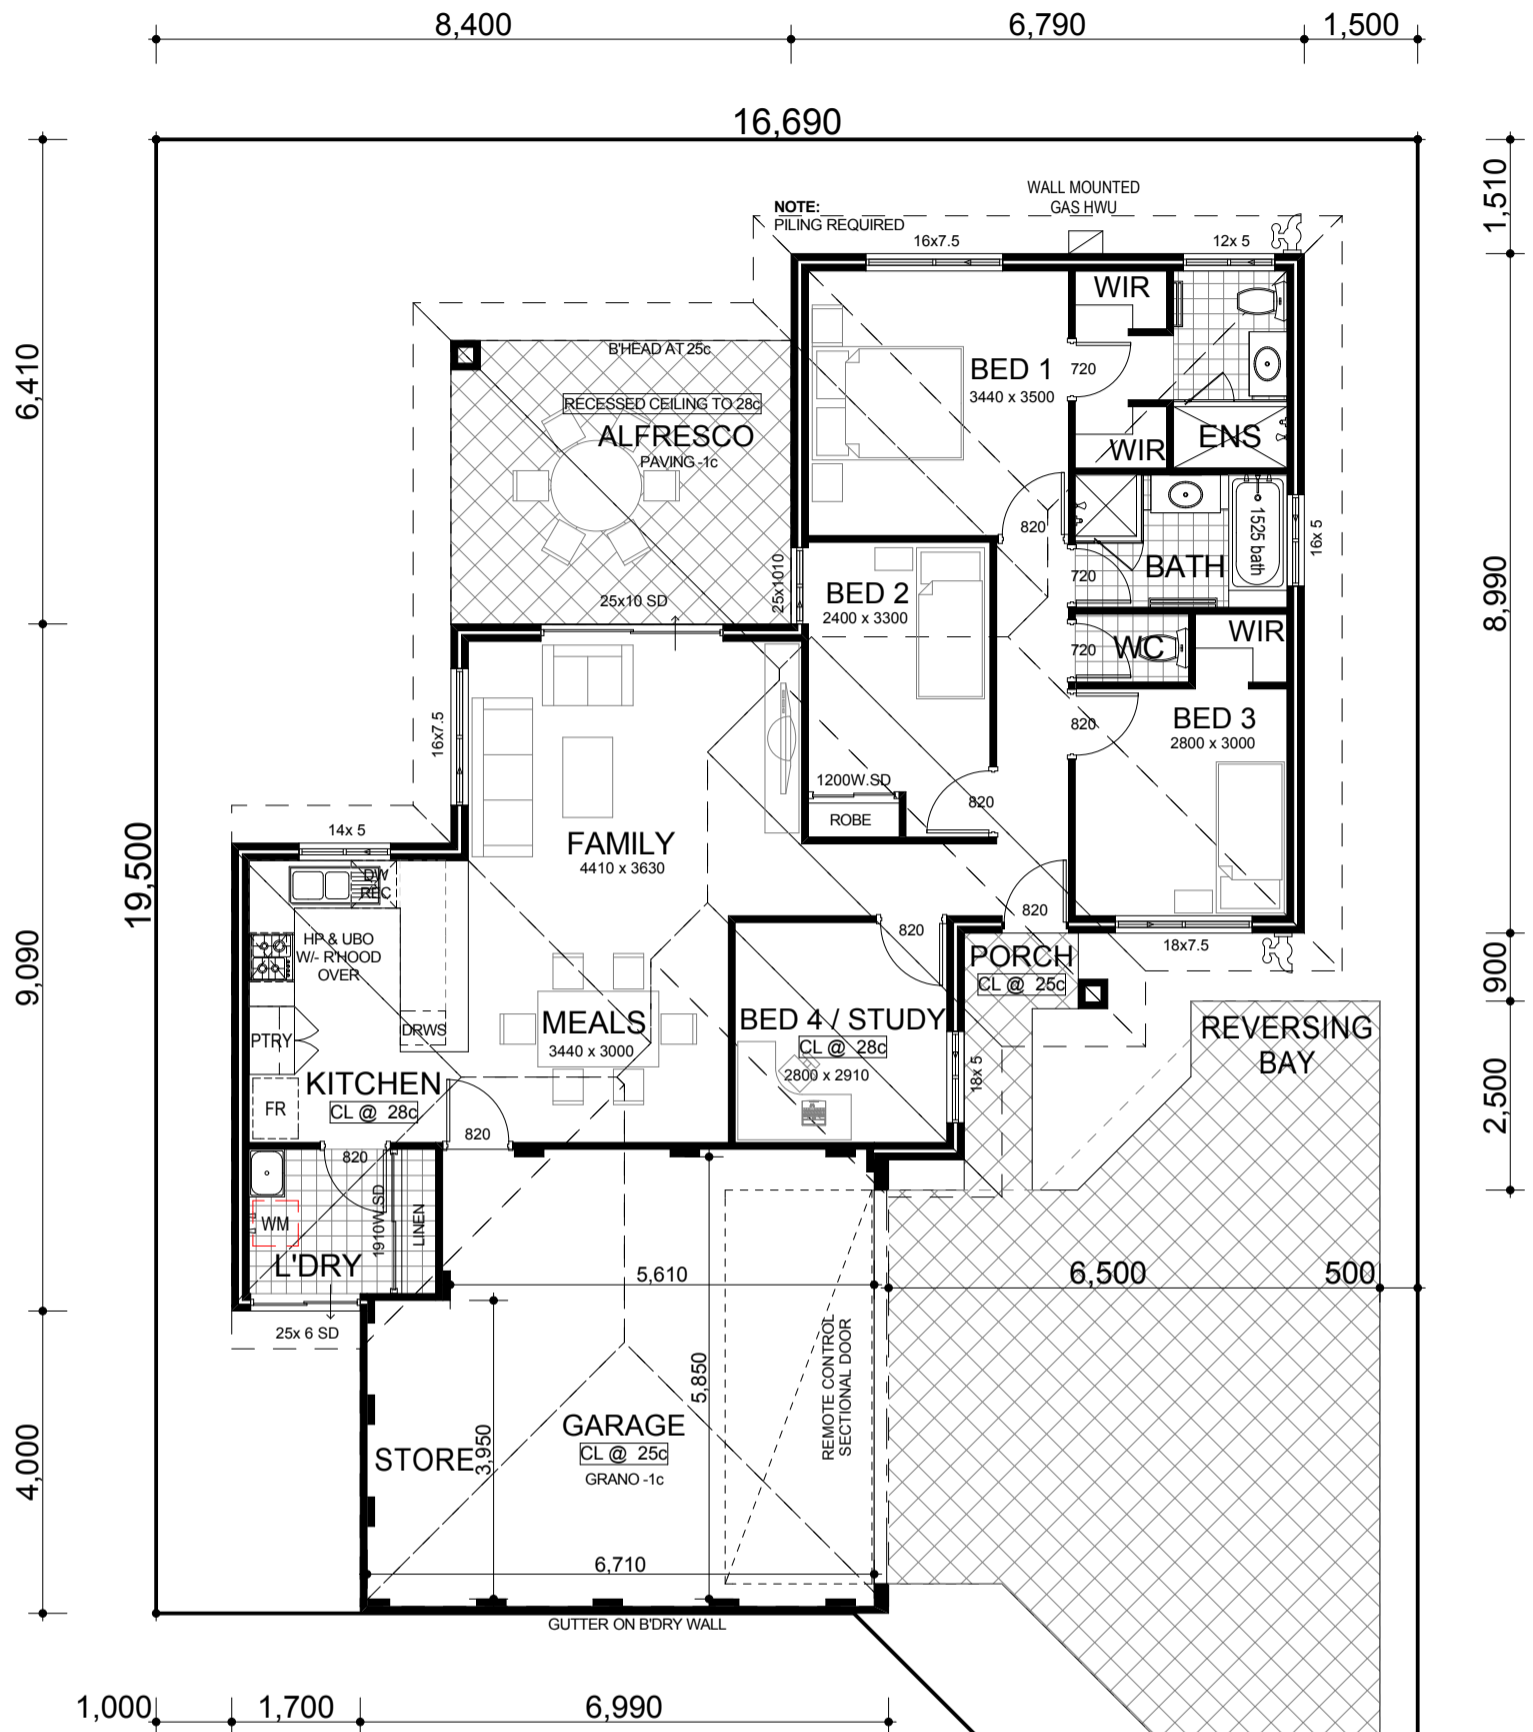 8,400
6,790
1,500
16,690
1,510
6,410
8,990
19,500
9,090
900
2,500
4,000
NOTE:
PILING REQUIRED
WALL MOUNTED
GAS HWU
16x7.5
12x 5
WIR
BED 1
3440 x 3500
720
WIR
ENS
B'HEAD AT 25c
RECESSED CEILING TO 28c
ALFRESCO
PAVING -1c
820
1525 bath
16x 5
BATH
720
25x1010
25x10 SD
BED 2
2400 x 3300
720
WC
WIR
16x7.5
820
BED 3
2800 x 3000
1200W.SD
ROBE
820
14x 5
FAMILY
4410 x 3630
DW
REC
HP & UBO
W/- R'HOOD
OVER
820
820
18x7.5
PORCH
CL @ 25c
PTRY
DRWS
MEALS
3440 x 3000
BED 4 / STUDY
CL @ 28c
2800 x 2910
18x 5
REVERSING
BAY
KITCHEN
CL @ 28c
FR
820
820
WM
1910W.SD
LINEN
L'DRY
25x 6 SD
5,610
6,500
500
5,850
3,950
REMOTE CONTROL
SECTIONAL DOOR
STORE
GARAGE
CL @ 25c
GRANO -1c
6,710
GUTTER ON B'DRY WALL
1,000
1,700
6,990